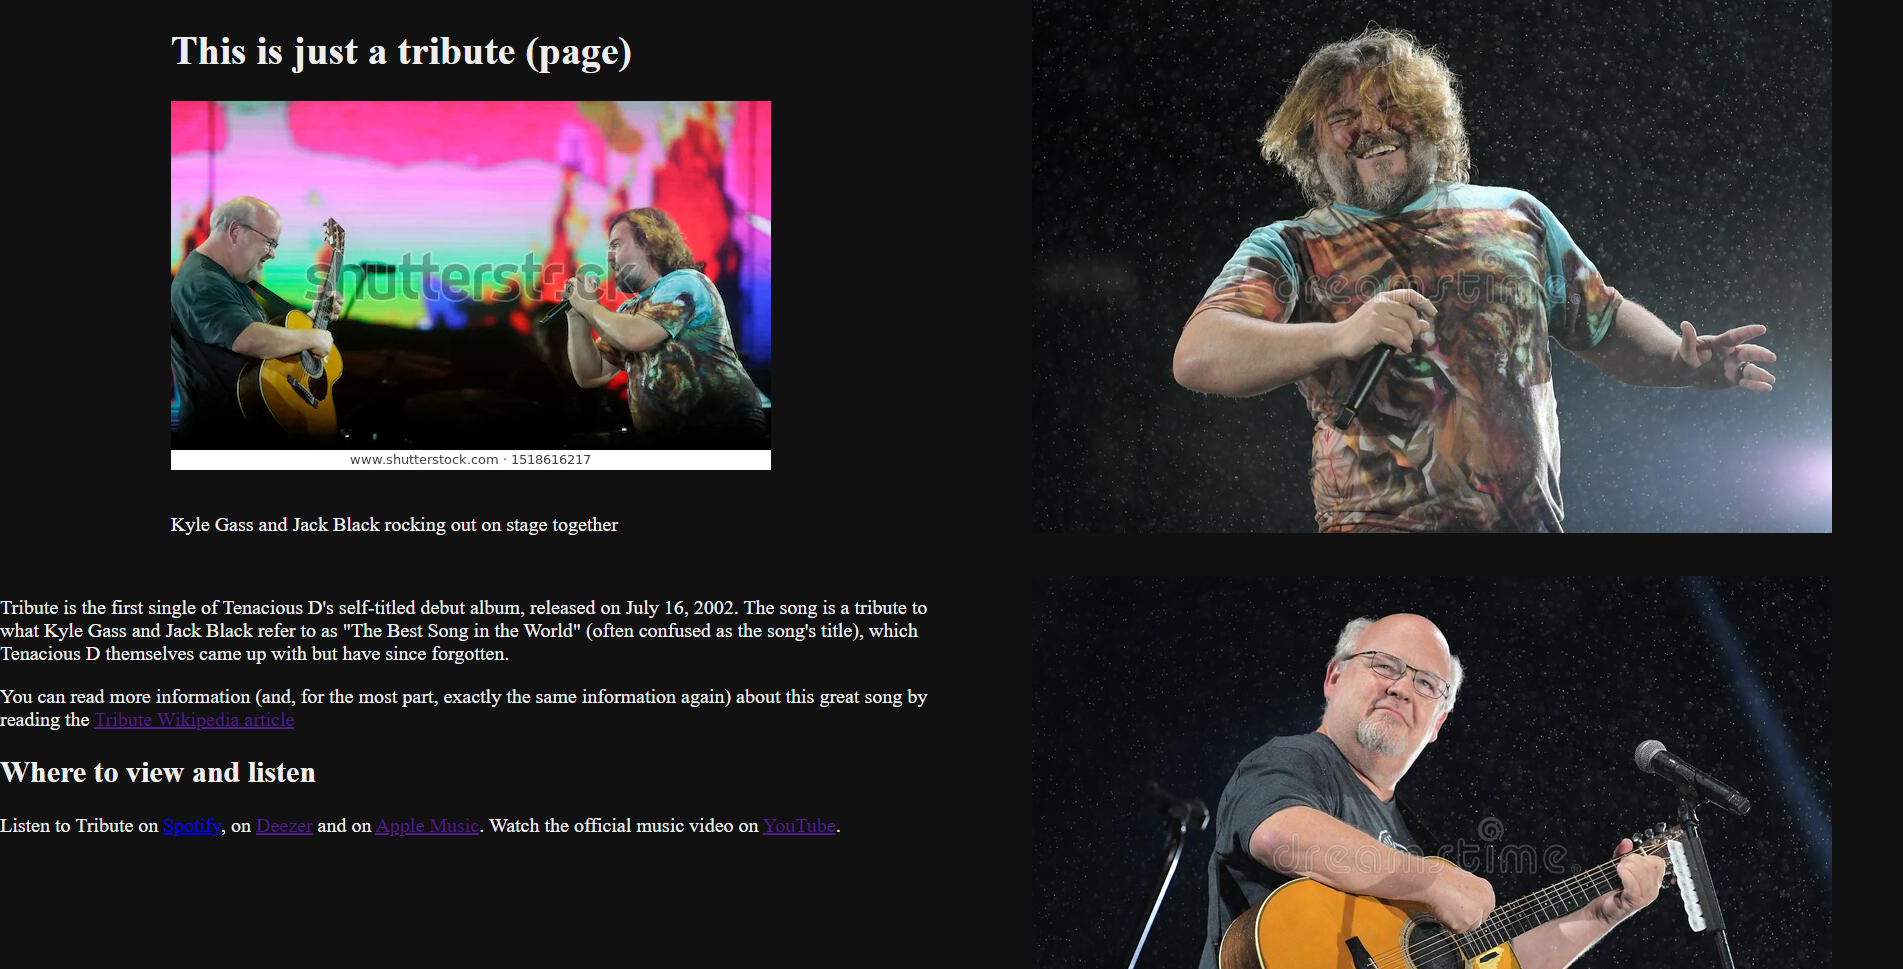 This is just a tribute (page)
shutterstock
www.shutterstock.com · 1518616217
Kyle Gass and Jack Black rocking out on stage together
Tribute is the first single of Tenacious D's self-titled debut album, released on July 16, 2002. The song is a tribute to
what Kyle Gass and Jack Black refer to as "The Best Song in the World" (often confused as the song's title), which
Tenacious D themselves came up with but have since forgotten.
You can read more information (and, for the most part, exactly the same information again) about this great song by
reading the Tribute Wikipedia article
Where to view and listen
Listen to Tribute on Spotify, on Deezer and on Apple Music. Watch the official music video on YouTube.
dreamstime
dreamstime